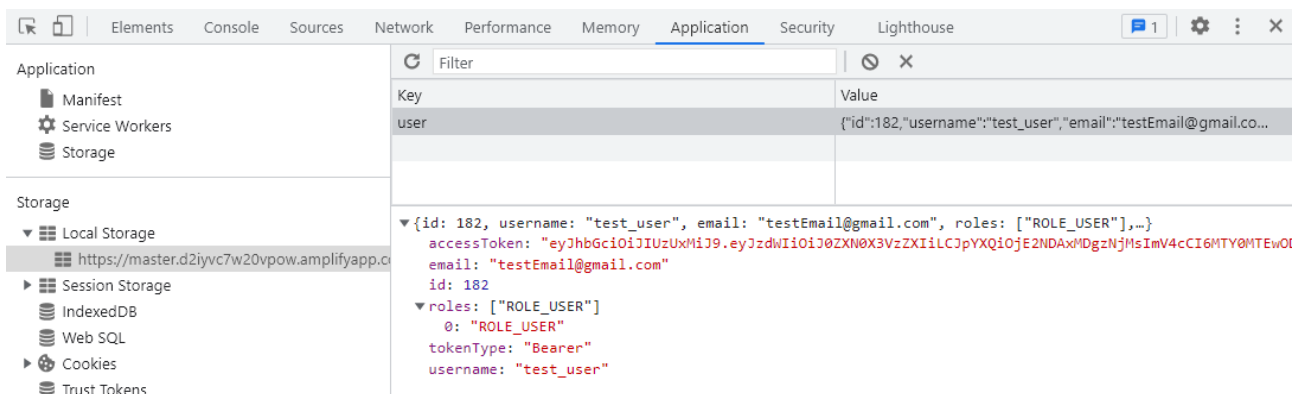 Elements Console Sources Network Performance Memory Application Security Lighthouse 1
Application
Manifest
Service Workers
Storage
Storage
Local Storage
https://master.d2iyvc7w20vpow.amplifyapp.c
Session Storage
IndexedDB
Web SQL
Cookies
Trust Tokens
Filter
Key Value
user {"id":182,"username":"test_user","email":"testEmail@gmail.co...
{id: 182, username: "test_user", email: "testEmail@gmail.com", roles: ["ROLE_USER"],…}
accessToken: "eyJhbGciOiJIUzUxMiJ9.eyJzdWIiOiJ0ZXN0X3VzZXIiLCJpYXQiOjE2NDAxMDgzNjMsImV4cCI6MTY0MTEwOD
email: "testEmail@gmail.com"
id: 182
roles: ["ROLE_USER"]
0: "ROLE_USER"
tokenType: "Bearer"
username: "test_user"